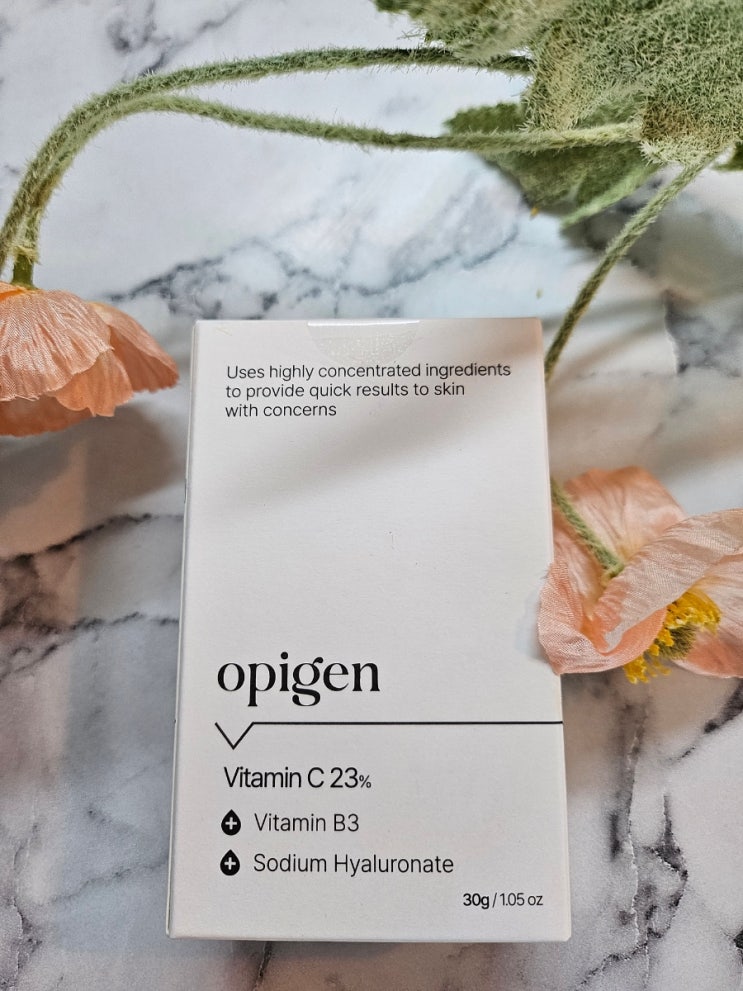 Uses highly concentrated ingredients
to provide quick results to skin
with concerns
opigen
Vitamin C 23%
Vitamin B3
Sodium Hyaluronate
30g / 1.05 oz